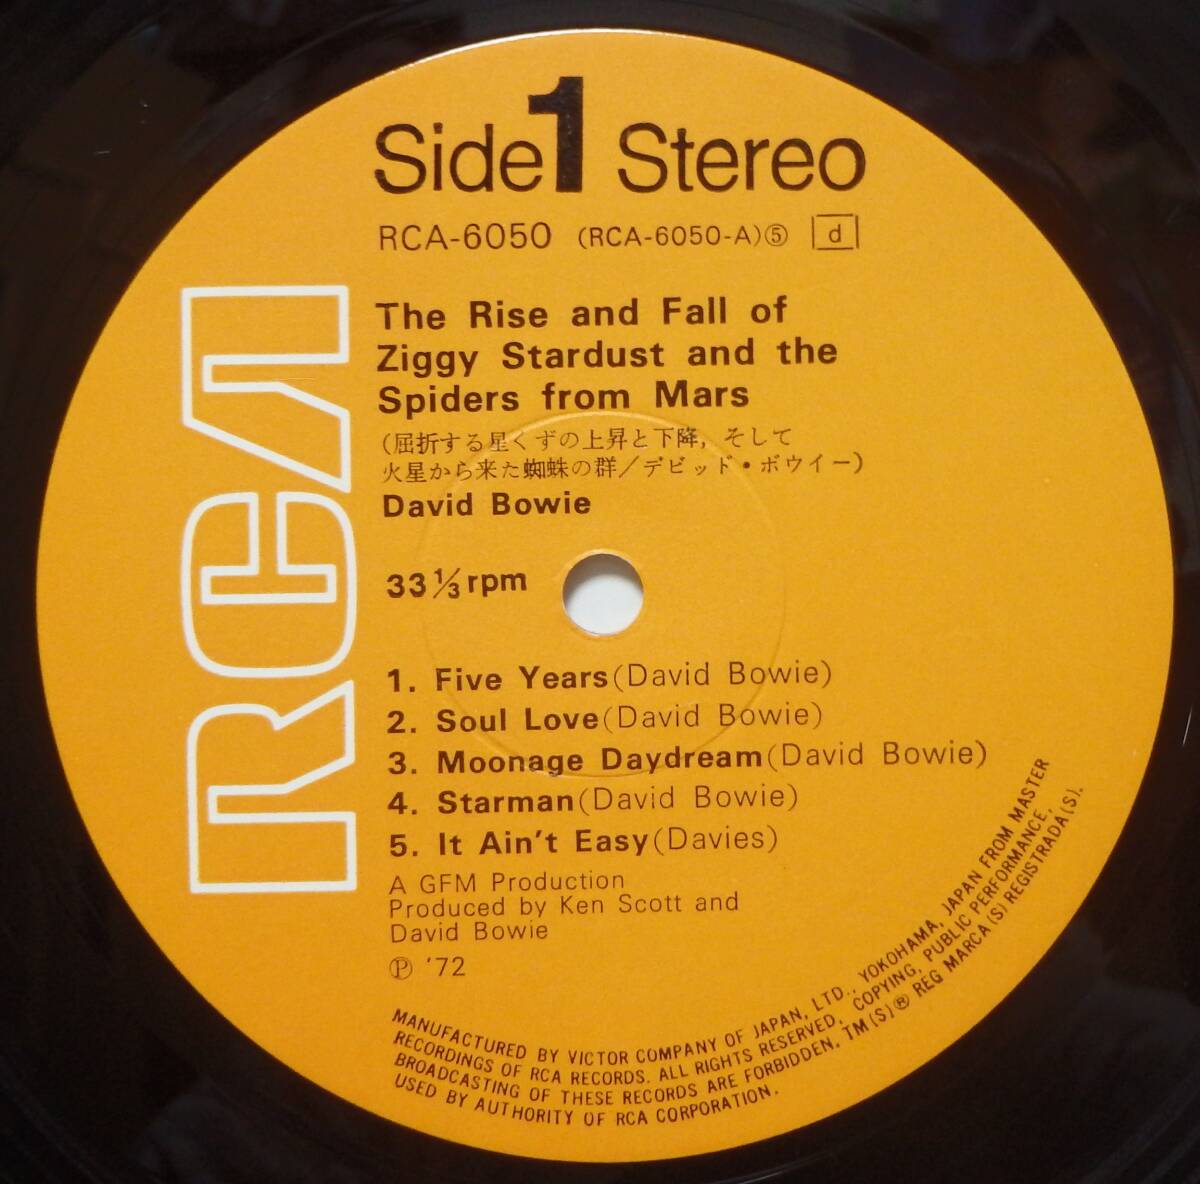 Side 1 Stereo
RCA-6050 (RCA-6050-A)⑤ d
The Rise and Fall of
Ziggy Stardust and the
Spiders from Mars
(屈折する星くずの上昇と下降，そして
火星から来た蜘蛛の群／デビッド・ボウイー)
David Bowie
33 ⅓ rpm
RCA
1. Five Years (David Bowie)
2. Soul Love (David Bowie)
3. Moonage Daydream (David Bowie)
4. Starman (David Bowie)
5. It Ain't Easy (Davies)
A GFM Production
Produced by Ken Scott and
David Bowie
Ⓟ '72
MANUFACTURED BY VICTOR COMPANY OF JAPAN, LTD., YOKOHAMA, JAPAN FROM MASTER
RECORDINGS OF RCA RECORDS. ALL RIGHTS RESERVED, COPYING, PUBLIC PERFORMANCE,
BROADCASTING OF THESE RECORDS ARE FORBIDDEN, TM(S)® REG MARCA(S) REGISTRADA(S).
USED BY AUTHORITY OF RCA CORPORATION.